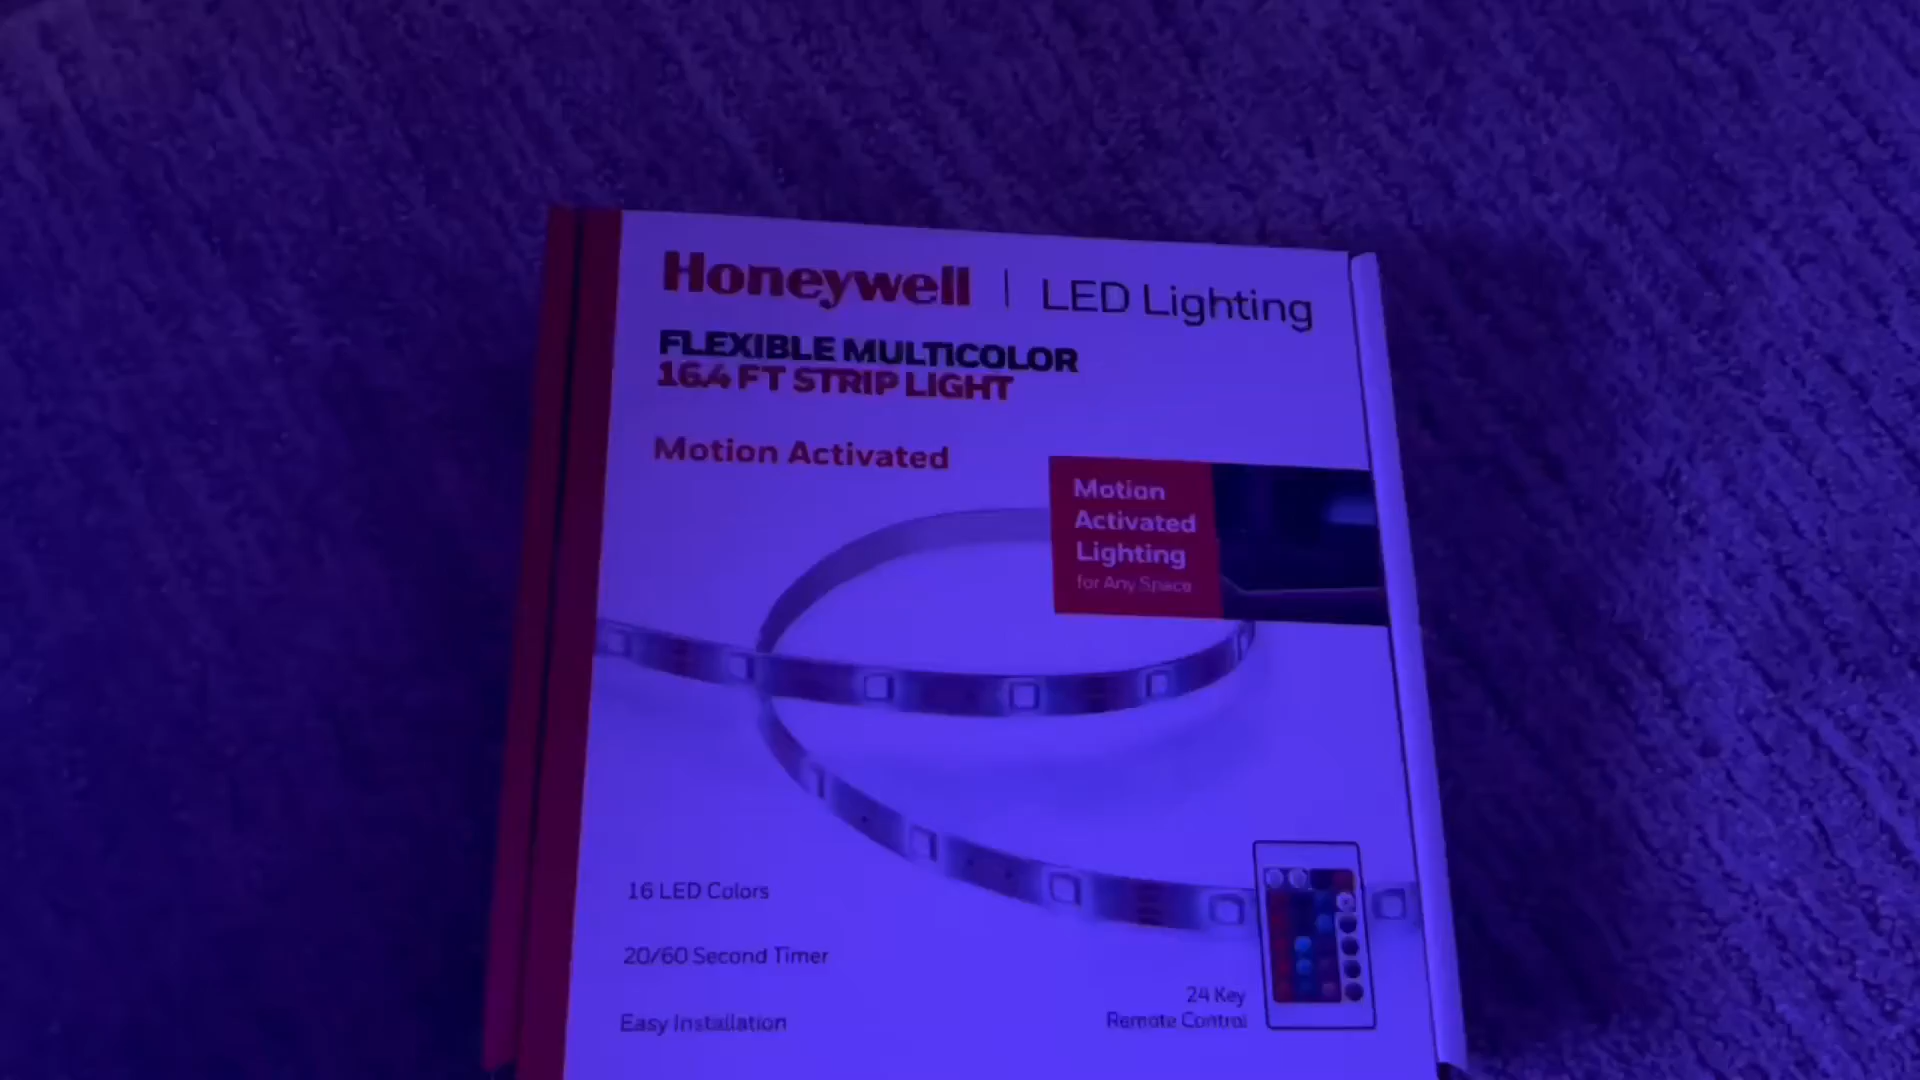 Honeywell | LED Lighting
FLEXIBLE MULTICOLOR
16.4 FT STRIP LIGHT
Motion Activated
Motion
Activated
Lighting
for Any Space
16 LED Colors
20/60 Second Timer
Easy Installation
24 Key
Remote Control